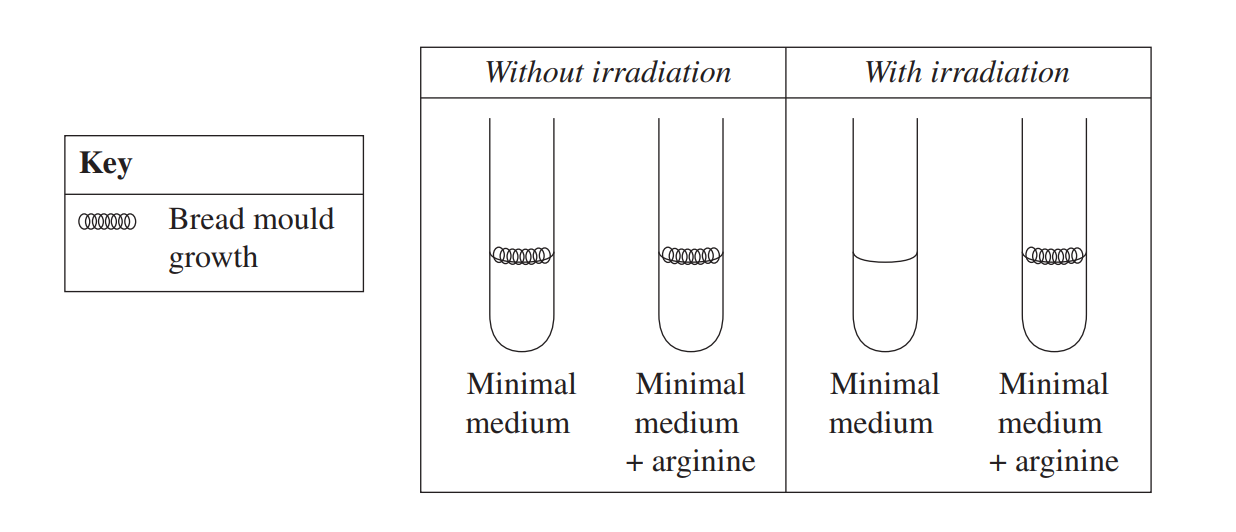 Key
Bread mould
growth
Without irradiation
With irradiation
Minimal
medium
Minimal
medium
+ arginine
Minimal
medium
Minimal
medium
+ arginine